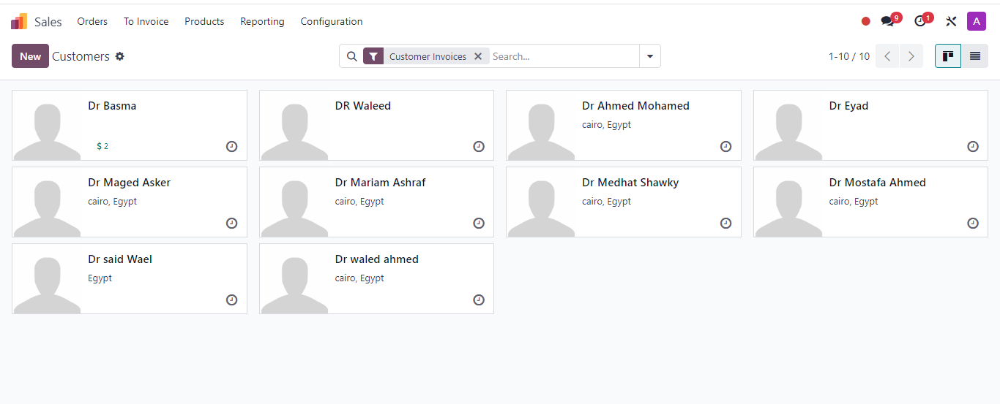 Sales Orders To Invoice Products Reporting Configuration 9 1 A
New Customers Customer Invoices Search... 1-10 / 10
Dr Basma
$ 2
DR Waleed
Dr Ahmed Mohamed
cairo, Egypt
Dr Eyad
Dr Maged Asker
cairo, Egypt
Dr Mariam Ashraf
cairo, Egypt
Dr Medhat Shawky
cairo, Egypt
Dr Mostafa Ahmed
cairo, Egypt
Dr said Wael
Egypt
Dr waled ahmed
cairo, Egypt